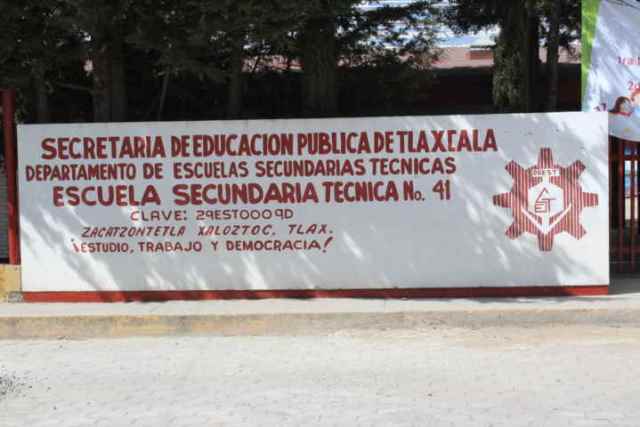 SECRETARIA DE EDUCACION PUBLICA DE TLAXCALA
DEPARTAMENTO DE ESCUELAS SECUNDARIAS TECNICAS
ESCUELA SECUNDARIA TECNICA No. 41
CLAVE: 29EST0009D
ZACATZONTETLA XALOZTOC, TLAX.
¡ESTUDIO, TRABAJO Y DEMOCRACIA!